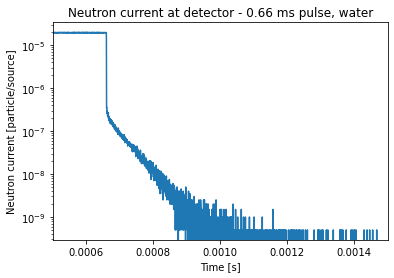 Neutron current at detector - 0.66 ms pulse, water
Neutron current [particle/source]
10⁻⁵
10⁻⁶
10⁻⁷
10⁻⁸
10⁻⁹
0.0006 0.0008 0.0010 0.0012 0.0014
Time [s]